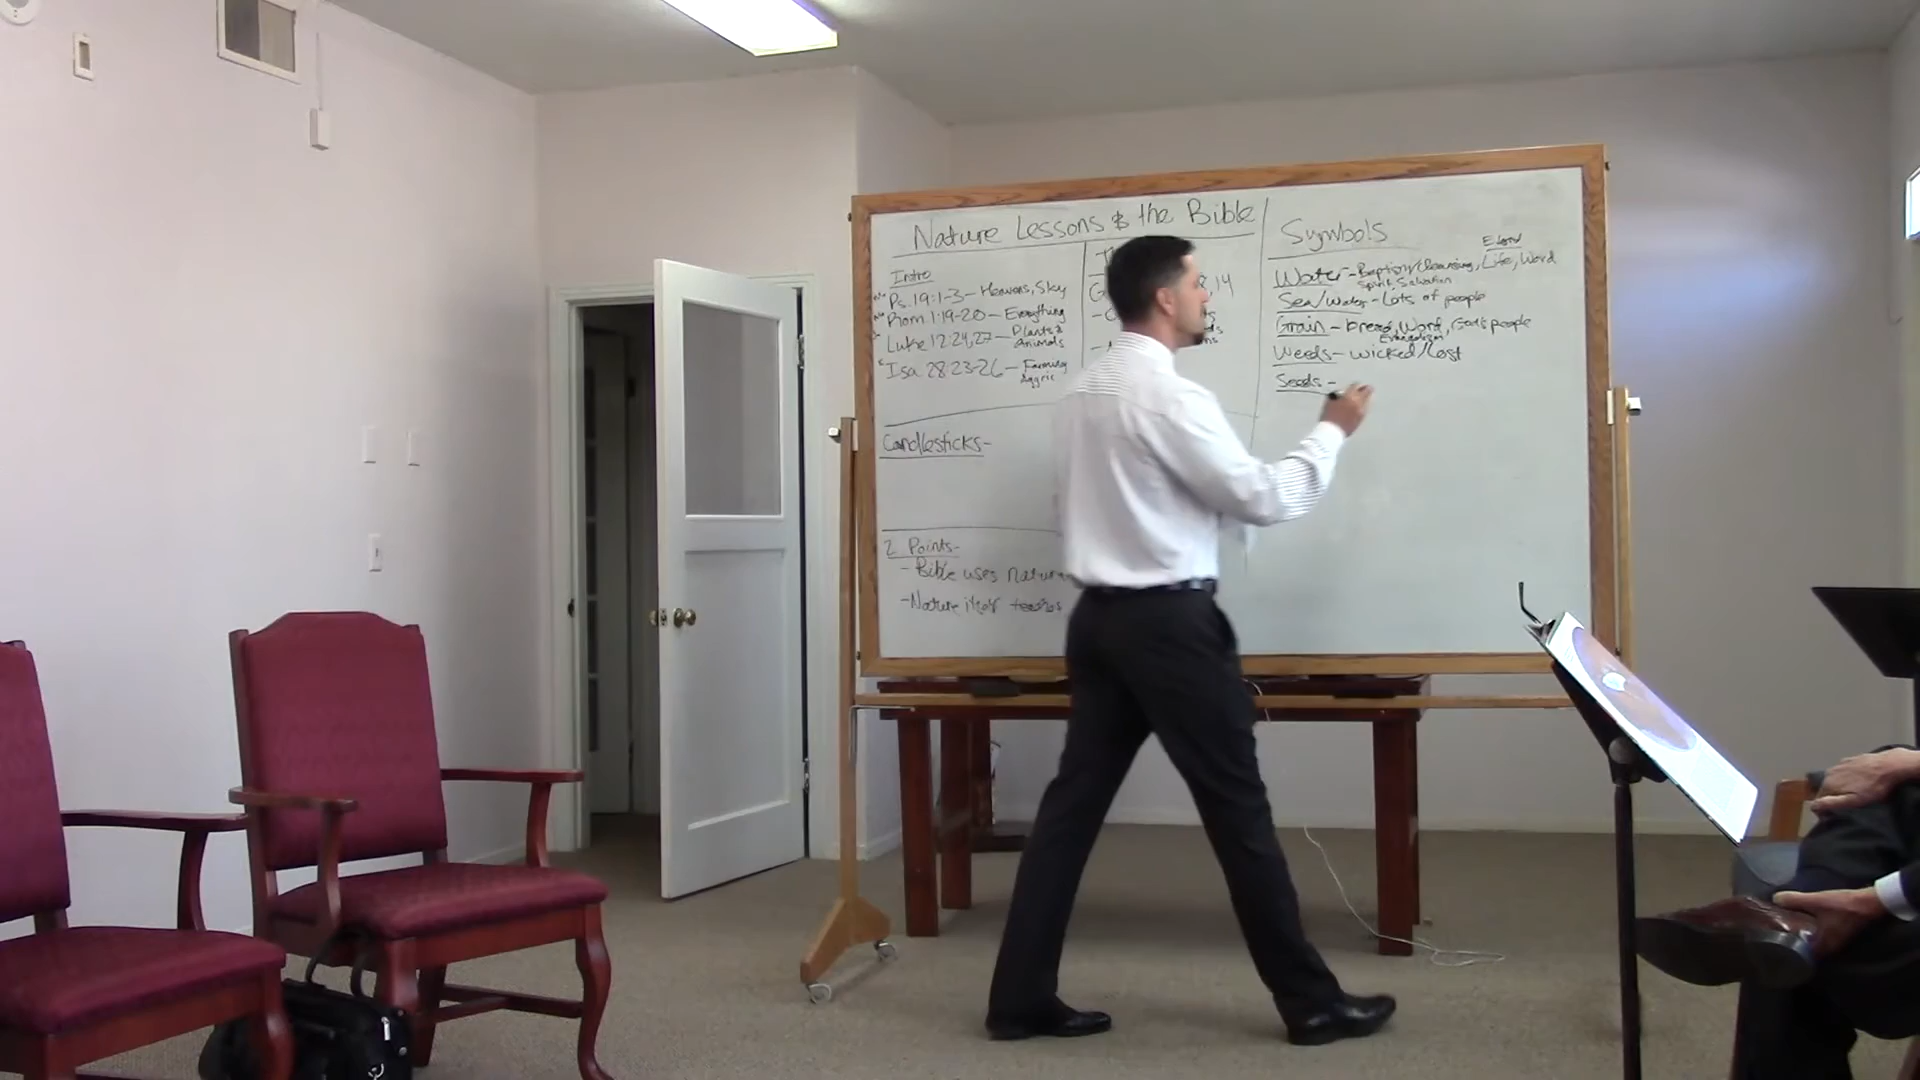 Nature Lessons & the Bible
Intro
Ps. 19:1-3 - Heavens, Sky
Rom 1:19-20 - Everything
Luke 12:24,27 - Plants & Animals
Isa 28:23-26 - Farming
Aggric
Candlesticks-
2 Points-
- Bible uses natur
- Nature itself teaches
,14
Symbols
Water - Baptism/cleansing, Life, Word
Spirit, Salvation
Sea/Water - Lots of people
Grain - bread, Word, God's people
Evangelism
Weeds - wicked/lost
Seeds -